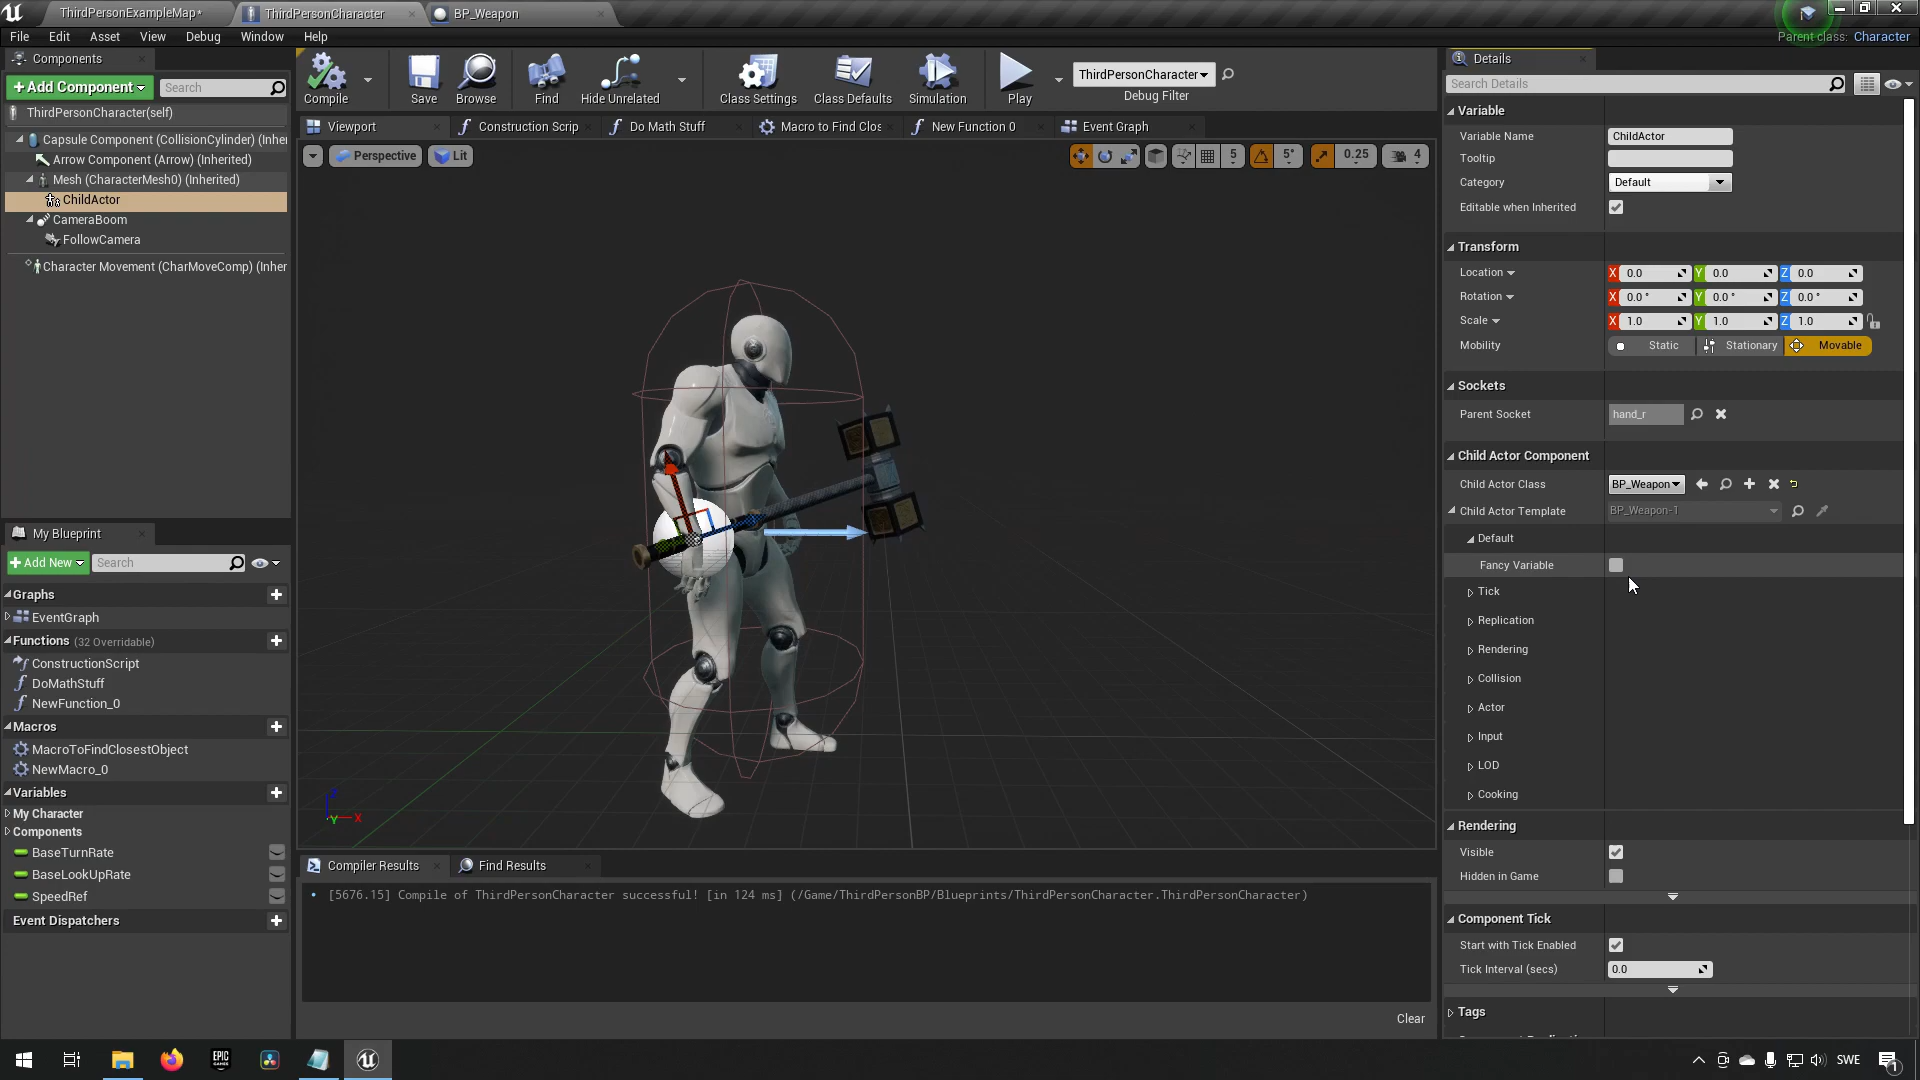 ThirdPersonExampleMap*
ThirdPersonCharacter
BP_Weapon
File Edit Asset View Debug Window Help
Parent class: Character
Components
+Add Component
Search
ThirdPersonCharacter(self)
Capsule Component (CollisionCylinder) (Inher
Arrow Component (Arrow) (Inherited)
Mesh (CharacterMesh0) (Inherited)
ChildActor
CameraBoom
FollowCamera
Character Movement (CharMoveComp) (Inher
My Blueprint
+Add New
Search
Graphs
EventGraph
Functions (32 Overridable)
ConstructionScript
DoMathStuff
NewFunction_0
Macros
MacroToFindClosestObject
NewMacro_0
Variables
My Character
Components
BaseTurnRate
BaseLookUpRate
SpeedRef
Event Dispatchers
Compile
Save
Browse
Find
Hide Unrelated
Class Settings
Class Defaults
Simulation
Play
ThirdPersonCharacter
Debug Filter
Viewport
Construction Scrip
Do Math Stuff
Macro to Find Clos
New Function 0
Event Graph
Perspective
Lit
5
5°
0.25
4
Z
X
Y
Compiler Results
Find Results
[5676.15] Compile of ThirdPersonCharacter successful! [in 124 ms] (/Game/ThirdPersonBP/Blueprints/ThirdPersonCharacter.ThirdPersonCharacter)
Clear
Details
Search Details
Variable
Variable Name ChildActor
Tooltip
Category Default
Editable when Inherited
Transform
Location X 0.0 Y 0.0 Z 0.0
Rotation X 0.0 ° Y 0.0 ° Z 0.0 °
Scale X 1.0 Y 1.0 Z 1.0
Mobility Static Stationary Movable
Sockets
Parent Socket hand_r
Child Actor Component
Child Actor Class BP_Weapon
Child Actor Template BP_Weapon-1
Default
Fancy Variable
Tick
Replication
Rendering
Collision
Actor
Input
LOD
Cooking
Rendering
Visible
Hidden in Game
Component Tick
Start with Tick Enabled
Tick Interval (secs) 0.0
Tags
EPIC GAMES
SWE
1